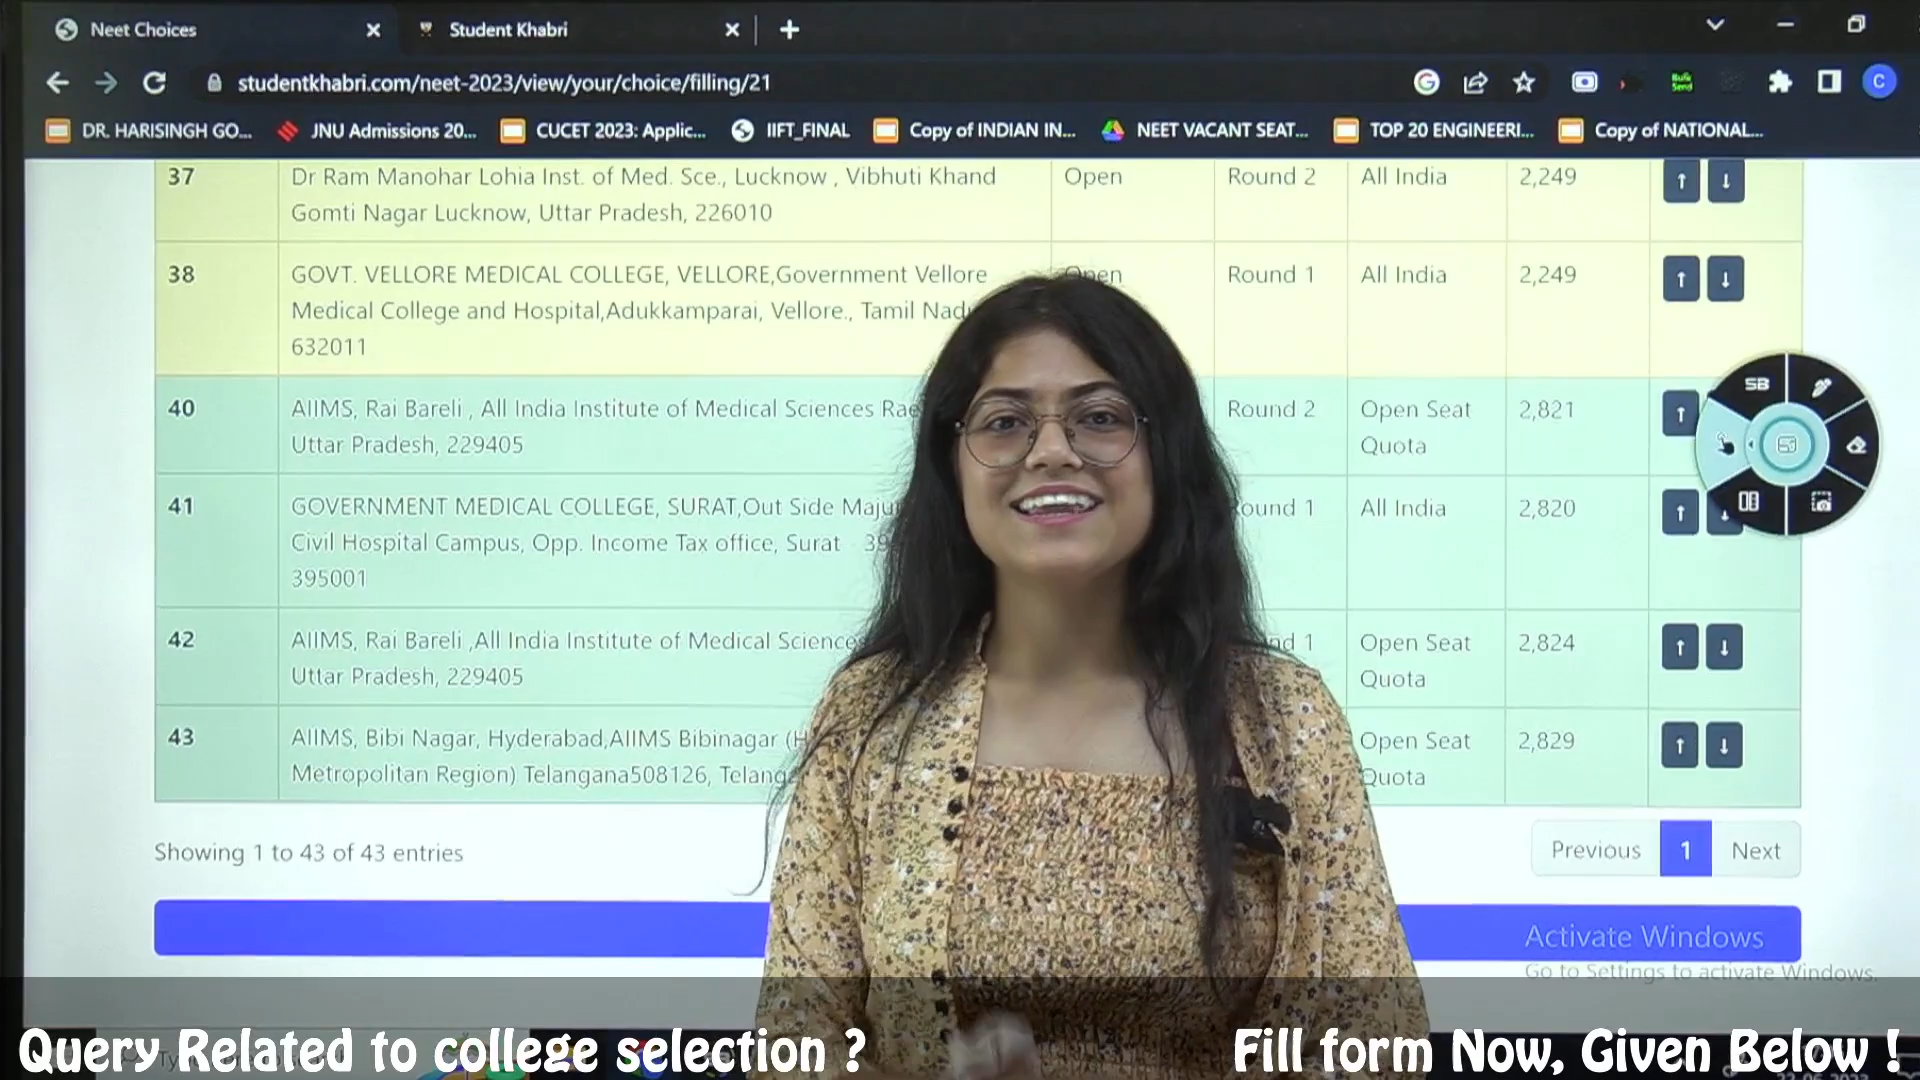 Neet Choices
Student Khabri
studentkhabri.com/neet-2023/view/your/choice/filling/21
C
DR. HARISINGH GO...
JNU Admissions 20...
CUCET 2023: Applic...
IIFT_FINAL
Copy of INDIAN IN...
NEET VACANT SEAT...
TOP 20 ENGINEERI...
Copy of NATIONAL...
37 Dr Ram Manohar Lohia Inst. of Med. Sce., Lucknow , Vibhuti Khand Open Round 2 All India 2,249
Gomti Nagar Lucknow, Uttar Pradesh, 226010
38 GOVT. VELLORE MEDICAL COLLEGE, VELLORE,Government Vellore Open Round 1 All India 2,249
Medical College and Hospital,Adukkamparai, Vellore., Tamil
632011
40 AIIMS, Rai Bareli , All India Institute of Medical Sciences Round 2 Open Seat 2,821
Uttar Pradesh, 229405 Quota
41 GOVERNMENT MEDICAL COLLEGE, SURAT,Out Side Round 1 All India 2,820
Civil Hospital Campus, Opp. Income Tax office, Surat
395001
42 AIIMS, Rai Bareli ,All India Institute of Medical Sciences 1 Open Seat 2,824
Uttar Pradesh, 229405 Quota
43 AIIMS, Bibi Nagar, Hyderabad,AIIMS Bibinagar Open Seat 2,829
Metropolitan Region) Telangana508126, Quota
SB
Showing 1 to 43 of 43 entries
Previous 1 Next
Activate Windows
Go to Settings to activate Windows.
Query Related to college selection ?
Fill form Now, Given Below !